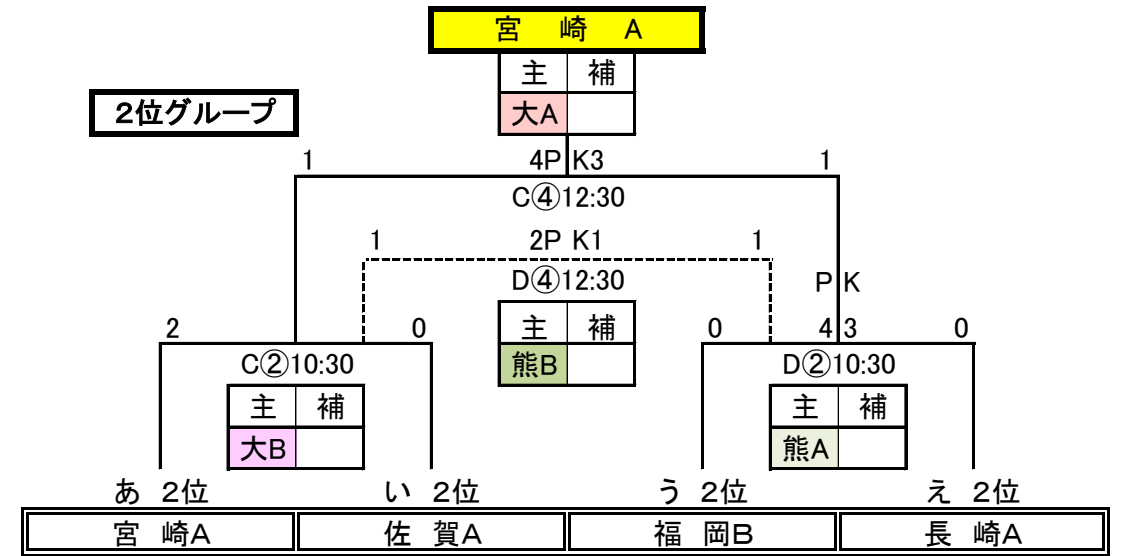 宮 崎 A
主 補
2位グループ
大A
1 4P K3 1
C④12:30
1 2P K1 1
D④12:30
P K
2 0 主 補 0 4 3 0
C②10:30 熊B D②10:30
主 補 主 補
大B 熊A
あ 2位 い 2位 う 2位 え 2位
宮 崎A 佐 賀A 福 岡B 長 崎A